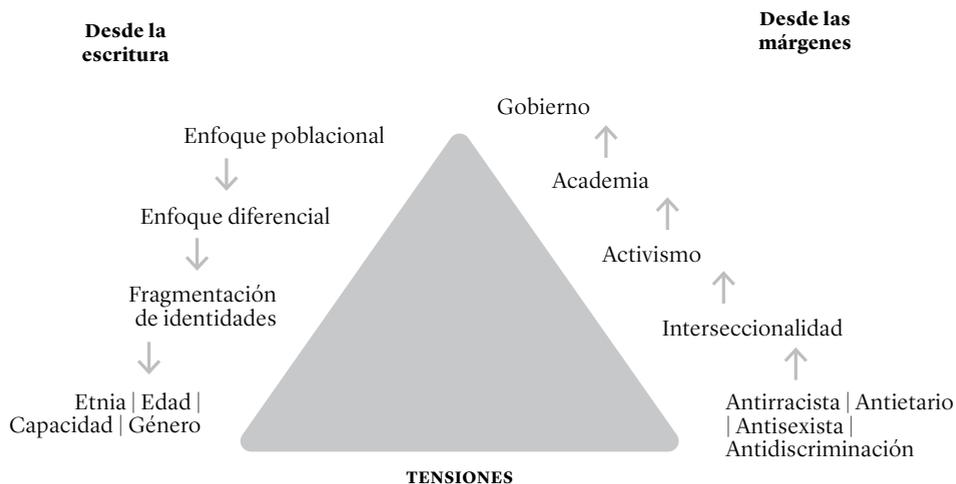 Desde la
escritura
Desde las
márgenes
Enfoque poblacional
Enfoque diferencial
Fragmentación
de identidades
Etnia | Edad |
Capacidad | Género
Gobierno
Academia
Activismo
Interseccionalidad
Antirracista | Antietario
| Antisexista |
Antidiscriminación
TENSIONES